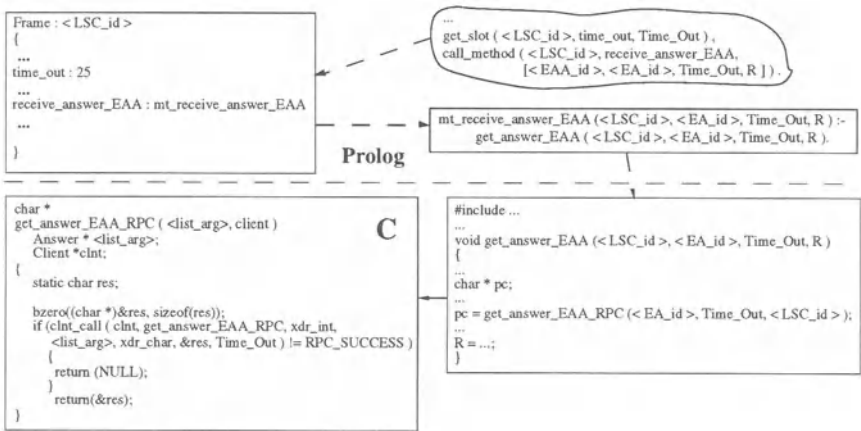 Frame : < LSC_id >
{
...
time_out : 25
...
receive_answer_EAA : mt_receive_answer_EAA
...
}
...
get_slot ( < LSC_id >, time_out, Time_Out ) ,
call_method ( < LSC_id >, receive_answer_EAA,
[< EAA_id >, < EA_id >, Time_Out, R ] ) .
mt_receive_answer_EAA (< LSC_id >, < EA_id >, Time_Out, R ) :-
get_answer_EAA ( < LSC_id >, < EA_id >, Time_Out, R ).
Prolog
C
char *
get_answer_EAA_RPC ( <list_arg>, client )
Answer * <list_arg>;
Client *clnt;
{
static char res;
bzero((char *)&res, sizeof(res));
if (clnt_call ( clnt, get_answer_EAA_RPC, xdr_int,
<list_arg>, xdr_char, &res, Time_Out ) != RPC_SUCCESS )
{
return (NULL);
}
return(&res);
}
#include ...
...
void get_answer_EAA (< LSC_id >, < EA_id >, Time_Out, R )
{
...
char * pc;
...
pc = get_answer_EAA_RPC (< EA_id >, Time_Out, < LSC_id > );
...
R = ...;
}